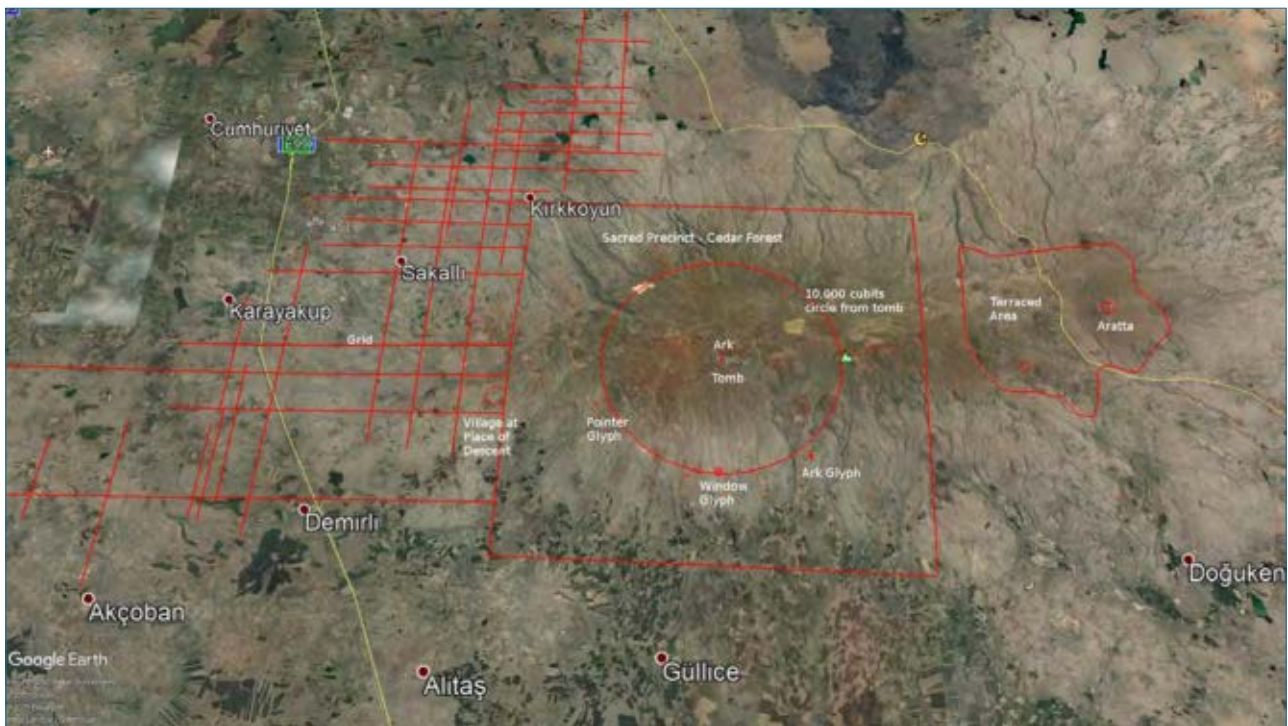 Cumhuriyet
E99
Kırkkoyun
Sacred Precinct - Cedar Forest
Sakallı
Karayakup
10,000 cubits
circle from tomb
Terraced
Area
Aratta
Grid
Ark
Tomb
Village at
Place of
Descent
Pointer
Glyph
Window
Glyph
Ark Glyph
Demirli
Doğuken
Akçoban
Google Earth
Alitaş
Güllice